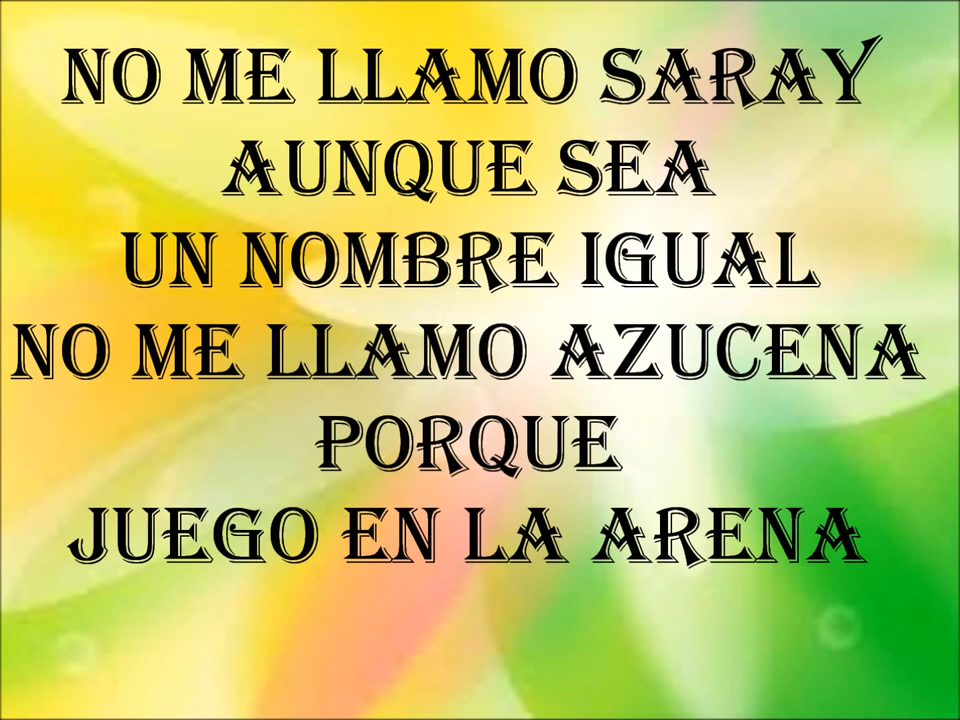 NO ME LLAMO SARAY
AUNQUE SEA
UN NOMBRE IGUAL
NO ME LLAMO AZUCENA
PORQUE
JUEGO EN LA ARENA